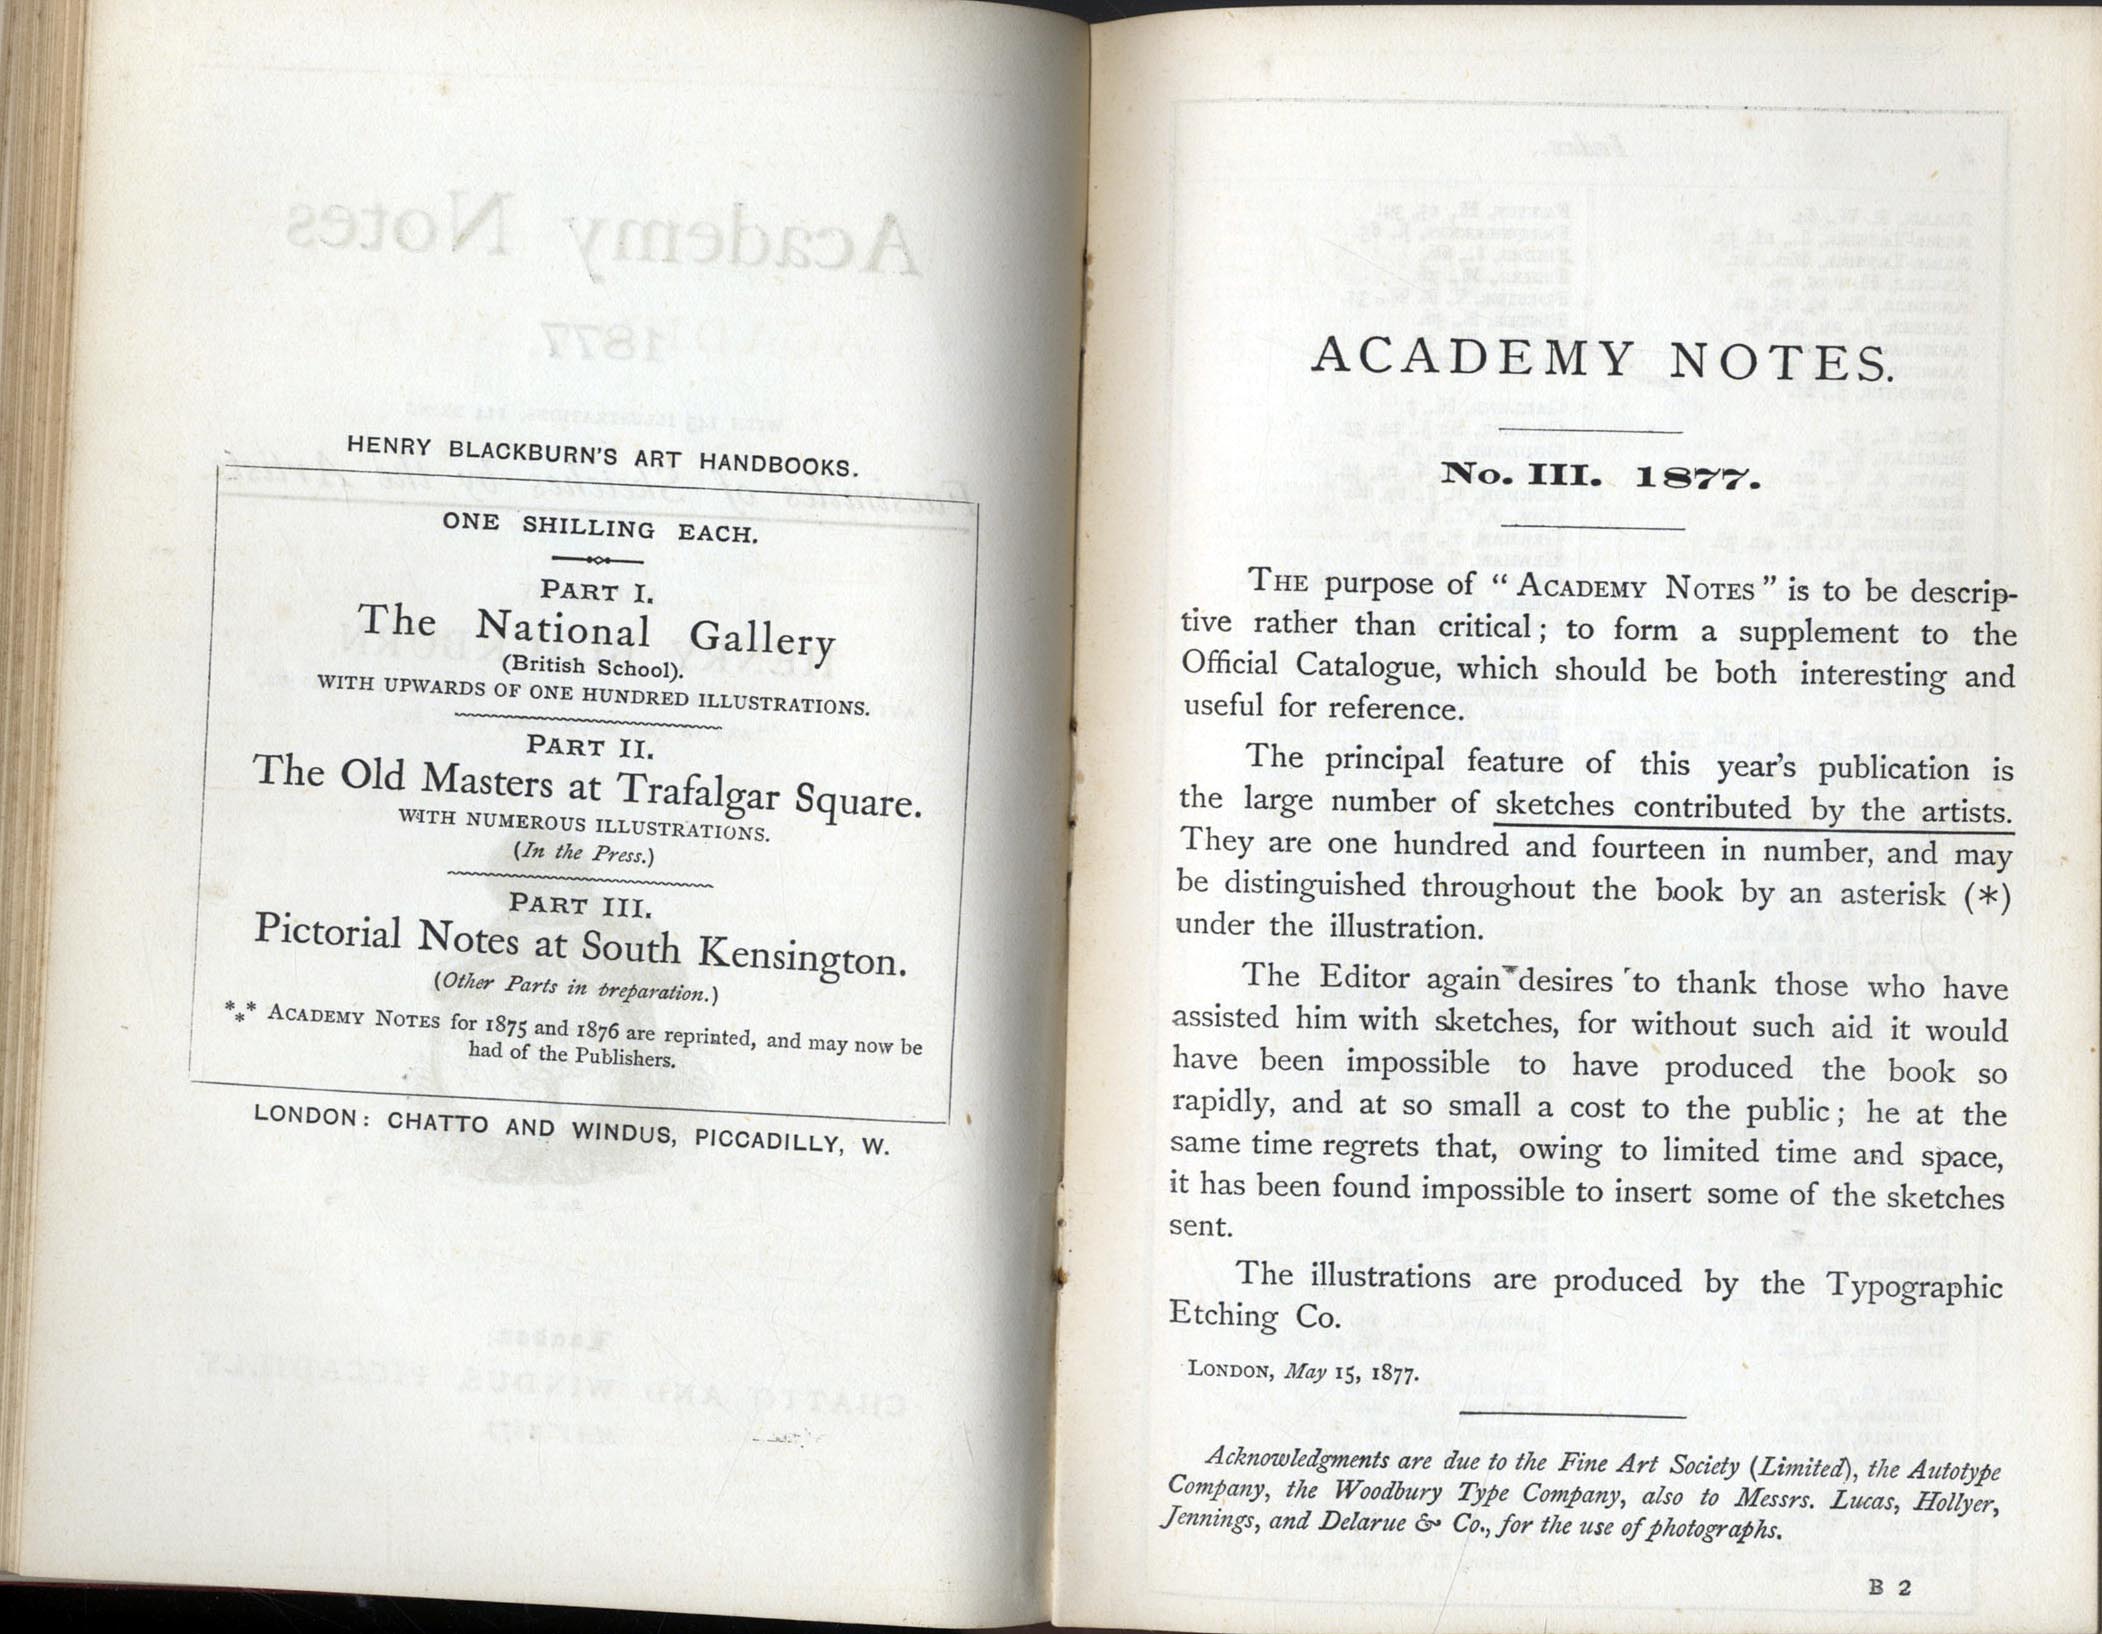 HENRY BLACKBURN'S ART HANDBOOKS.
ONE SHILLING EACH.
PART I.
The National Gallery
(British School).
WITH UPWARDS OF ONE HUNDRED ILLUSTRATIONS.
PART II.
The Old Masters at Trafalgar Square.
WITH NUMEROUS ILLUSTRATIONS.
(In the Press.)
PART III.
Pictorial Notes at South Kensington.
(Other Parts in preparation.)
*** ACADEMY NOTES for 1875 and 1876 are reprinted, and may now be
had of the Publishers.
LONDON: CHATTO AND WINDUS, PICCADILLY, W.
ACADEMY NOTES.
No. III. 1877.
THE purpose of “ACADEMY NOTES” is to be descrip-
tive rather than critical; to form a supplement to the
Official Catalogue, which should be both interesting and
useful for reference.
The principal feature of this year's publication is
the large number of sketches contributed by the artists.
They are one hundred and fourteen in number, and may
be distinguished throughout the book by an asterisk (*)
under the illustration.
The Editor again desires to thank those who have
assisted him with sketches, for without such aid it would
have been impossible to have produced the book so
rapidly, and at so small a cost to the public; he at the
same time regrets that, owing to limited time and space,
it has been found impossible to insert some of the sketches
sent.
The illustrations are produced by the Typographic
Etching Co.
LONDON, May 15, 1877.
Acknowledgments are due to the Fine Art Society (Limited), the Autotype
Company, the Woodbury Type Company, also to Messrs. Lucas, Hollyer,
Jennings, and Delarue & Co., for the use of photographs.
B 2